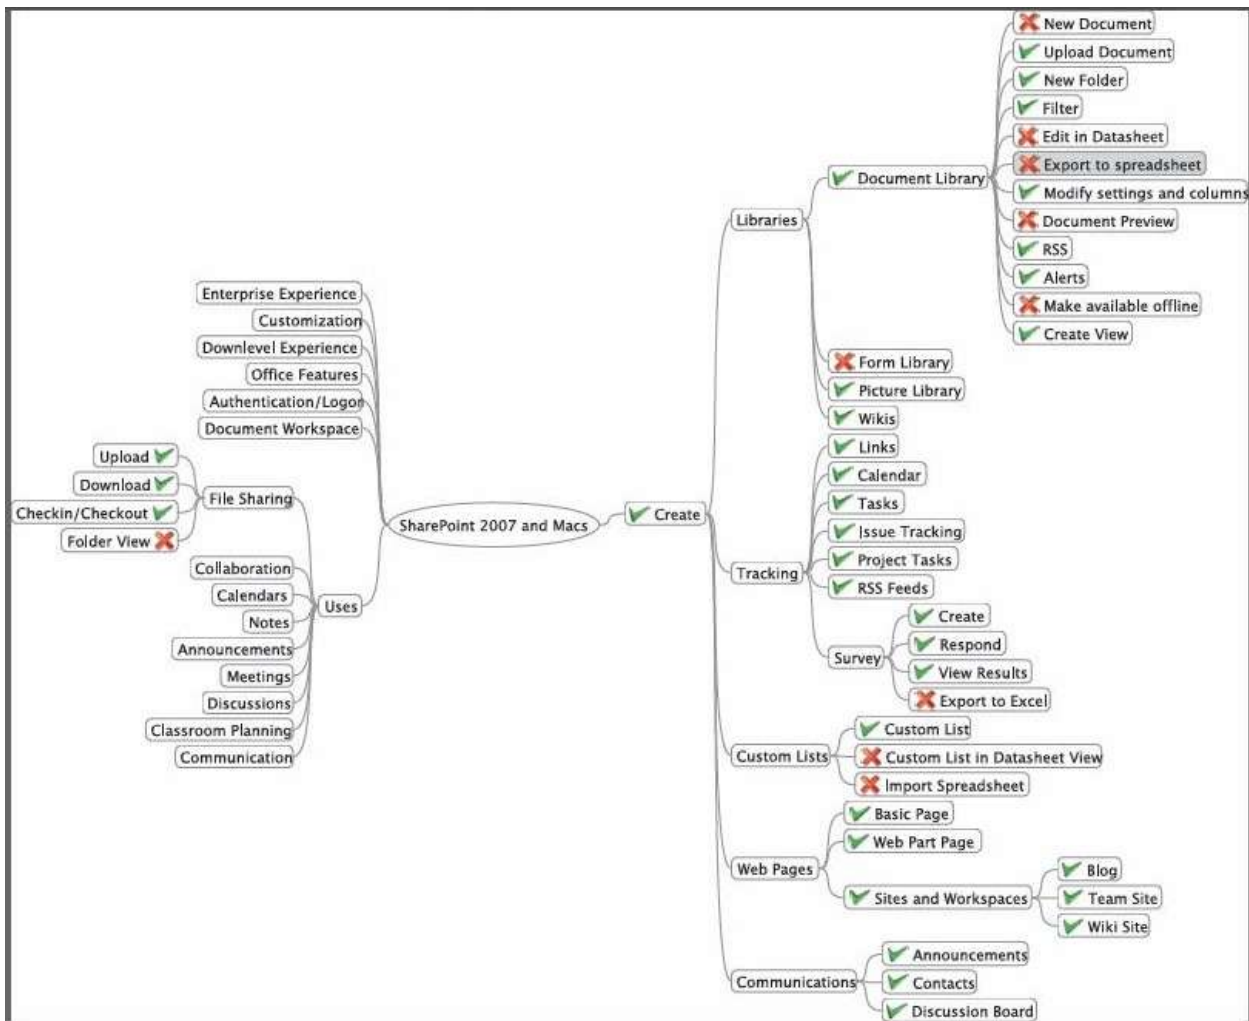 New Document
Upload Document
New Folder
Filter
Edit in Datasheet
Export to spreadsheet
Modify settings and columns
Document Preview
RSS
Alerts
Make available offline
Create View
Document Library
Form Library
Picture Library
Wikis
Libraries
Links
Calendar
Tasks
Issue Tracking
Project Tasks
RSS Feeds
Create
Respond
View Results
Export to Excel
Survey
Tracking
Custom List
Custom List in Datasheet View
Import Spreadsheet
Custom Lists
Basic Page
Web Part Page
Sites and Workspaces
Blog
Team Site
Wiki Site
Web Pages
Announcements
Contacts
Discussion Board
Communications
Create
SharePoint 2007 and Macs
Enterprise Experience
Customization
Downlevel Experience
Office Features
Authentication/Logon
Document Workspace
Upload
Download
Checkin/Checkout
Folder View
File Sharing
Collaboration
Calendars
Notes
Announcements
Meetings
Discussions
Classroom Planning
Communication
Uses